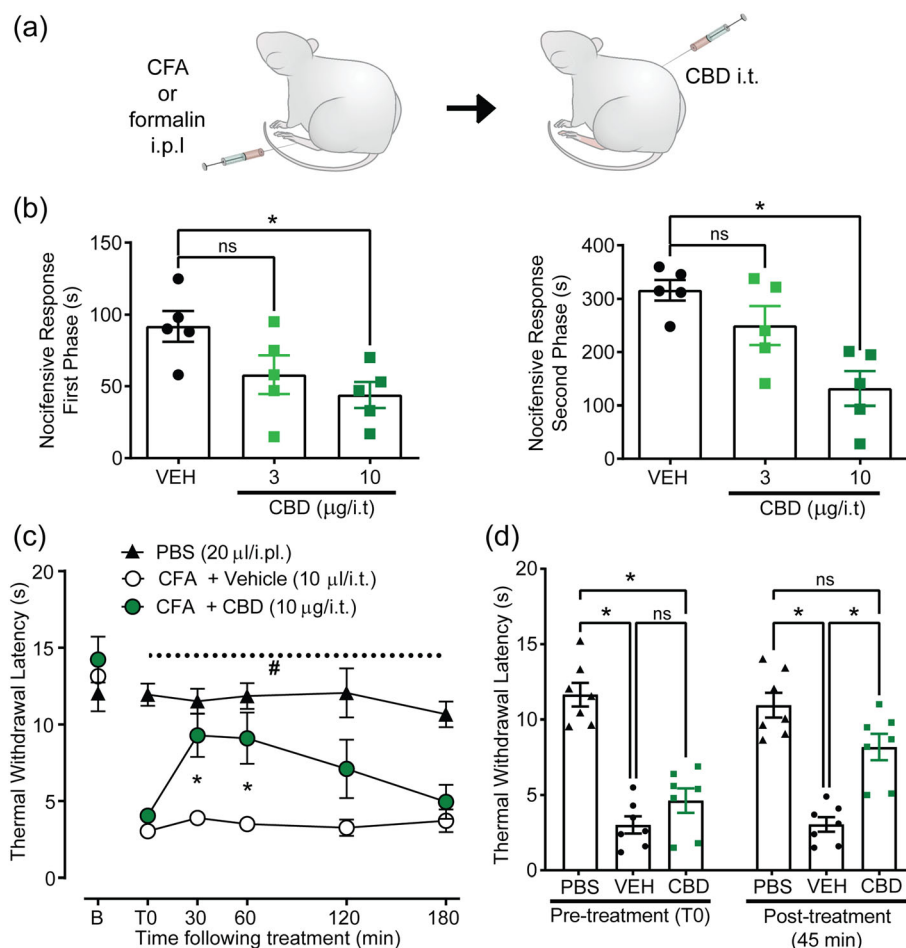 (a)
CFA
or
formalin
i.p.l
CBD i.t.
(b)
Nocifensive Response
First Phase (s)
150
100
50
0
*
ns
VEH
3
10
CBD (μg/i.t)
Nocifensive Response
Second Phase (s)
400
300
200
100
0
*
ns
VEH
3
10
CBD (μg/i.t)
(c)
PBS (20 μl/i.pl.)
CFA + Vehicle (10 μl/i.t.)
CFA + CBD (10 μg/i.t.)
Thermal Withdrawal Latency (s)
20
15
10
5
0
#
*
*
B
T0
30
60
120
180
Time following treatment (min)
(d)
Thermal Withdrawal Latency (s)
20
15
10
5
0
*
*
ns
ns
*
*
PBS
VEH
CBD
Pre-treatment (T0)
PBS
VEH
CBD
Post-treatment
(45 min)